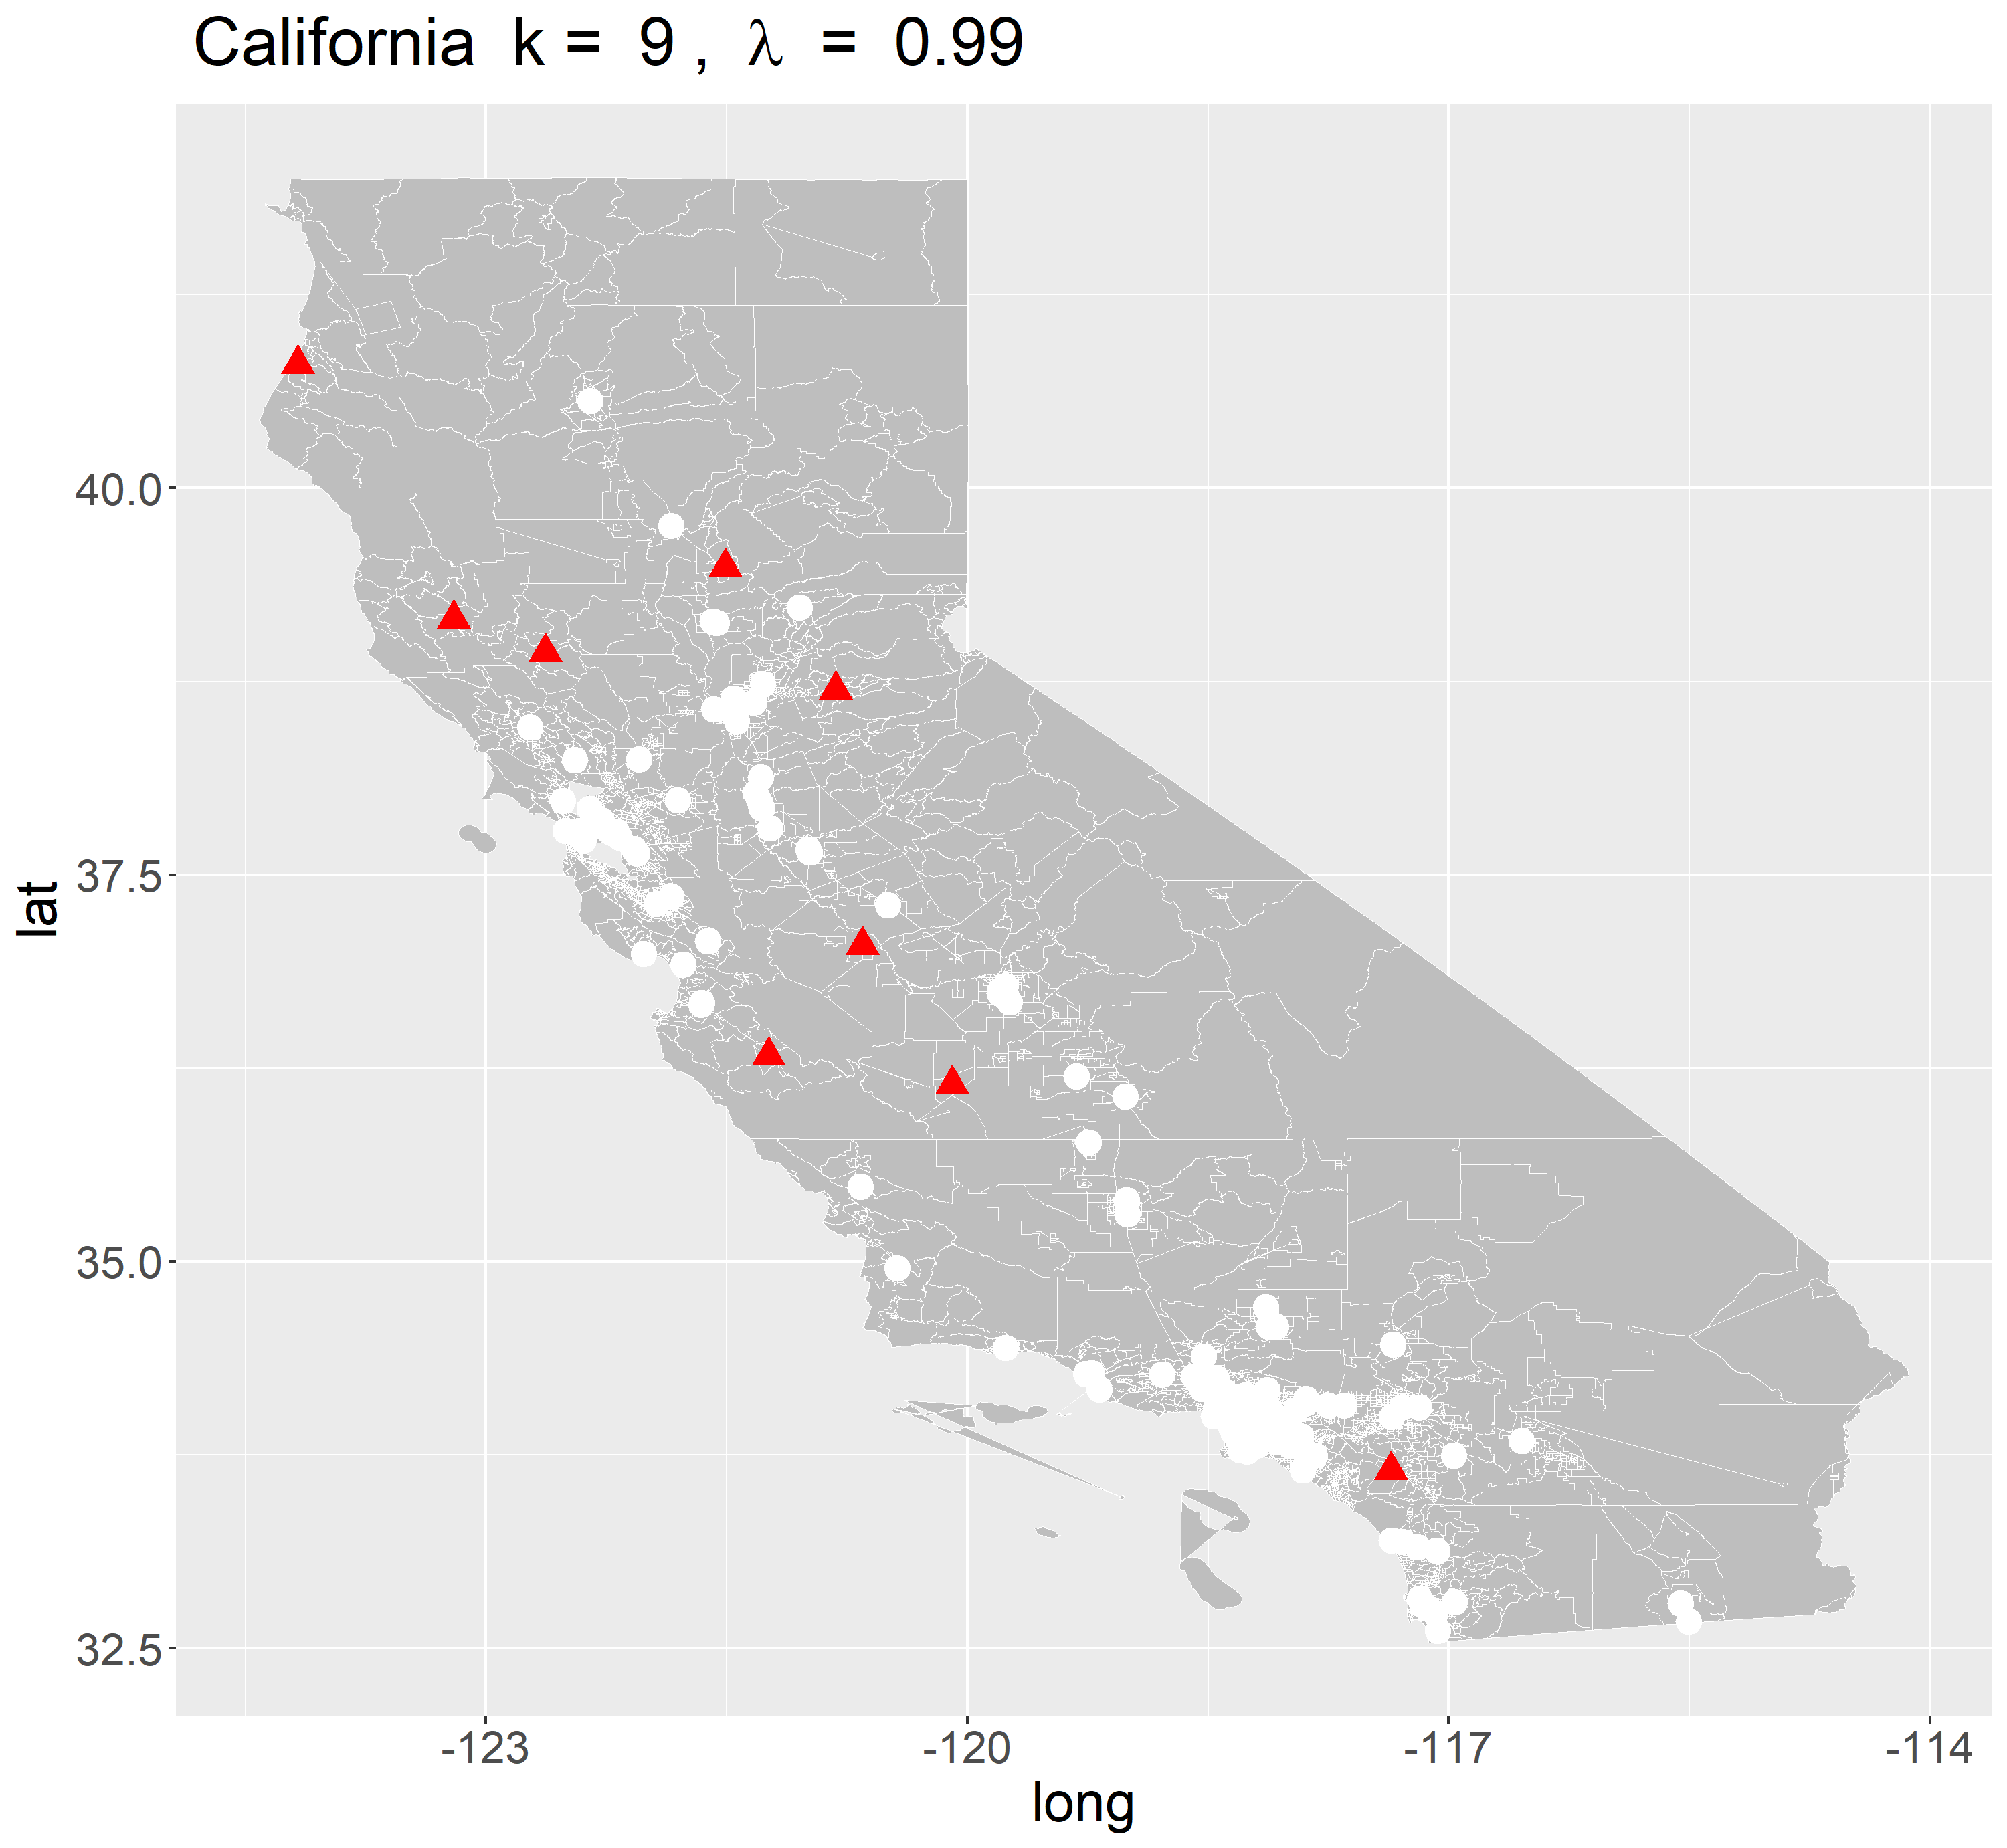 California k = 9 , λ = 0.99
lat
40.0
37.5
35.0
32.5
-123 -120 -117 -114
long